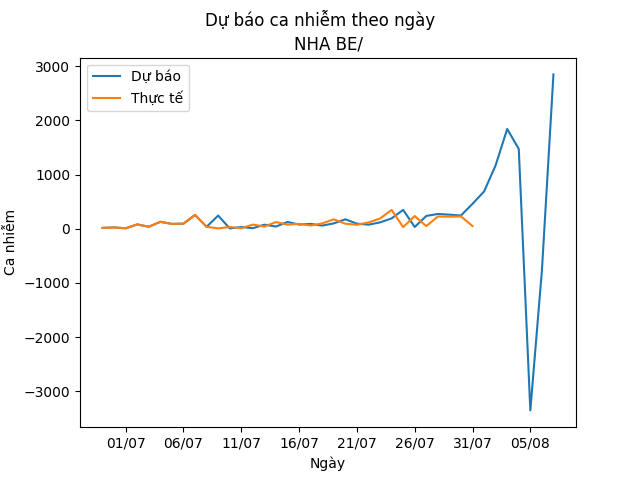 Dự báo ca nhiễm theo ngày
NHA BE/
Dự báo
Thực tế
Ca nhiễm
3000
2000
1000
0
−1000
−2000
−3000
01/07 06/07 11/07 16/07 21/07 26/07 31/07 05/08
Ngày